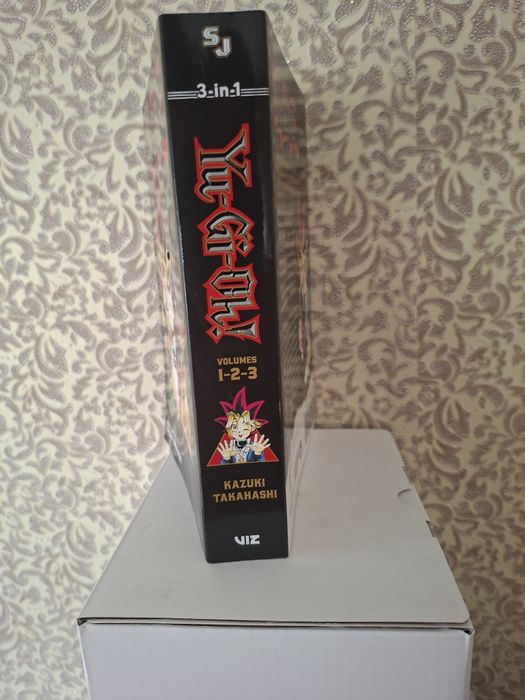 SJ
3-in-1
Yu-Gi-Oh!
VOLUMES
1-2-3
KAZUKI
TAKAHASHI
VIZ